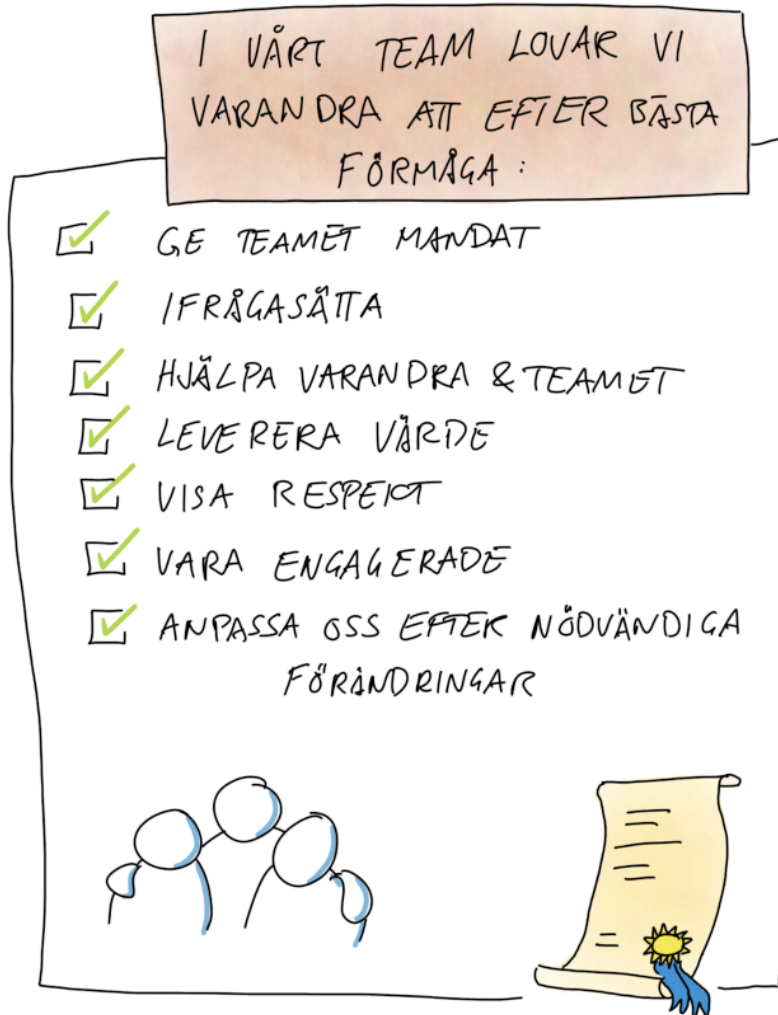 I VÅRT TEAM LOVAR VI
VARANDRA ATT EFTER BÄSTA
FÖRMÅGA:
GE TEAMET MANDAT
IFRÅGASÄTTA
HJÄLPA VARANDRA & TEAMET
LEVERERA VÄRDE
VISA RESPEKT
VARA ENGAGERADE
ANPASSA OSS EFTER NÖDVÄNDIGA
FÖRÄNDRINGAR